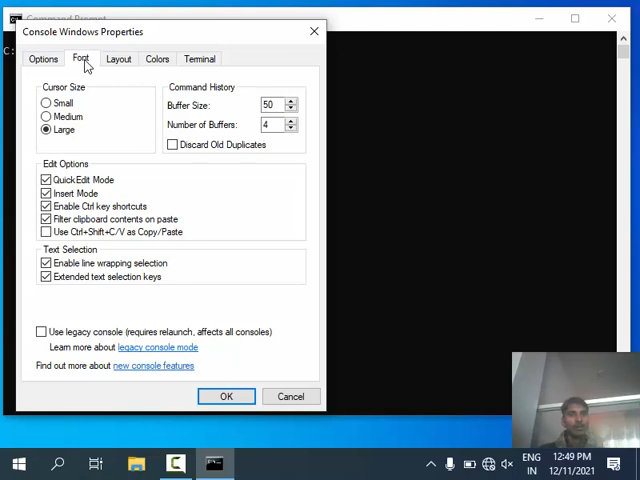 Command Prompt
Console Windows Properties
C:
Options
Font
Layout
Colors
Terminal
Cursor Size
Small
Medium
Large
Command History
Buffer Size:
50
Number of Buffers:
4
Discard Old Duplicates
Edit Options
QuickEdit Mode
Insert Mode
Enable Ctrl key shortcuts
Filter clipboard contents on paste
Use Ctrl+Shift+C/V as Copy/Paste
Text Selection
Enable line wrapping selection
Extended text selection keys
Use legacy console (requires relaunch, affects all consoles)
Learn more about legacy console mode
Find out more about new console features
OK
Cancel
ENG
IN
12:49 PM
12/11/2021